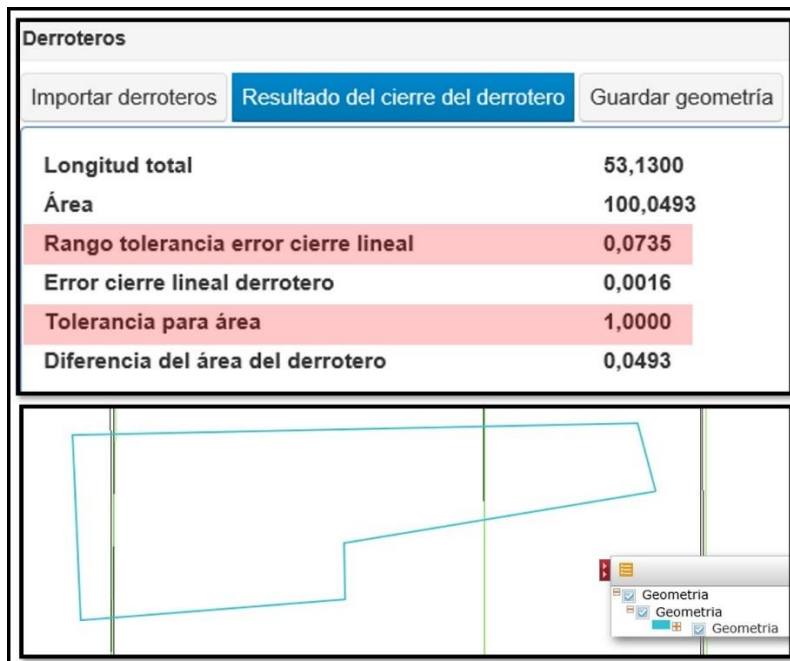 Derroteros
Importar derroteros Resultado del cierre del derrotero Guardar geometría
Longitud total 53,1300
Área 100,0493
Rango tolerancia error cierre lineal 0,0735
Error cierre lineal derrotero 0,0016
Tolerancia para área 1,0000
Diferencia del área del derrotero 0,0493
Geometria
Geometria
Geometria